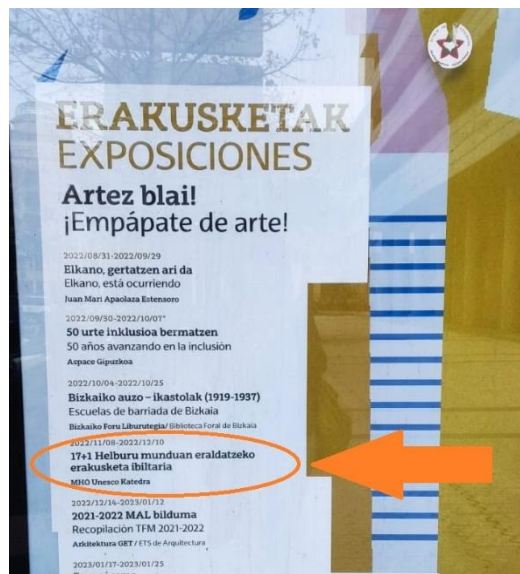 ERAKUSKETAK
EXPOSICIONES
Artez blai!
¡Empápate de arte!
2022/08/31-2022/09/29
Elkano, gertatzen ari da
Elkano, está ocurriendo
Juan Mari Apaolaza Estensoro
2022/09/30-2022/10/07*
50 urte inklusioa bermatzen
50 años avanzando en la inclusión
Aspace Gipuzkoa
2022/10/04-2022/10/25
Bizkaiko auzo – ikastolak (1919-1937)
Escuelas de barriada de Bizkaia
Bizkaiko Foru Liburutegia/ Biblioteca Foral de Bizkaia
2022/11/08-2022/12/10
17+1 Helburu munduan eraldatzeko
erakusketa ibiltaria
MHO Unesco Katedra
2022/12/14-2023/01/12
2021-2022 MAL bilduma
Recopilación TFM 2021-2022
Arkitektura GET / ETS de Arquitectura
2023/01/17-2023/01/25